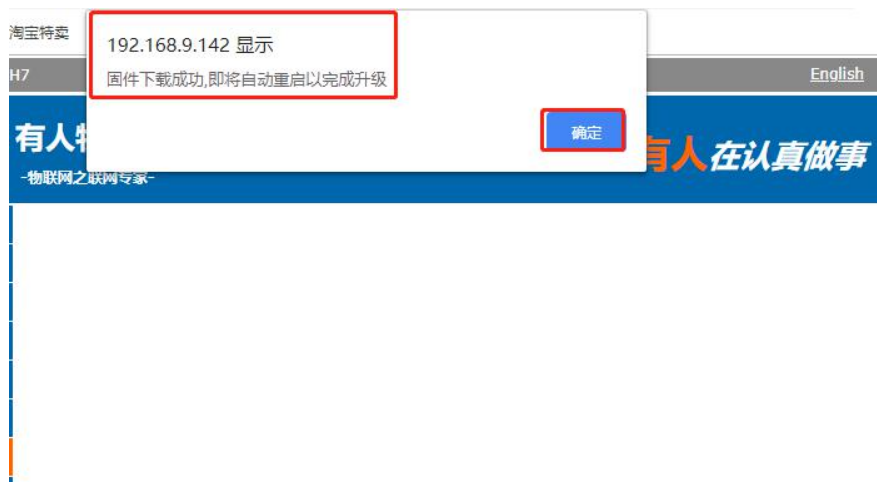 淘宝特卖
192.168.9.142 显示
固件下载成功,即将自动重启以完成升级
确定
H7
English
有人
有人在认真做事
-物联网之联网专家-